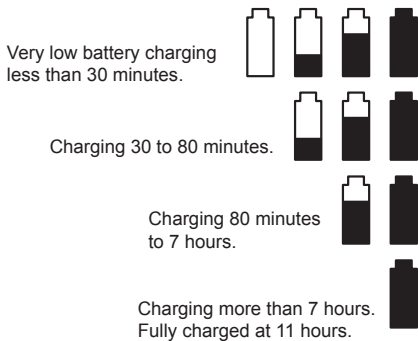 Very low battery charging
less than 30 minutes.
Charging 30 to 80 minutes.
Charging 80 minutes
to 7 hours.
Charging more than 7 hours.
Fully charged at 11 hours.